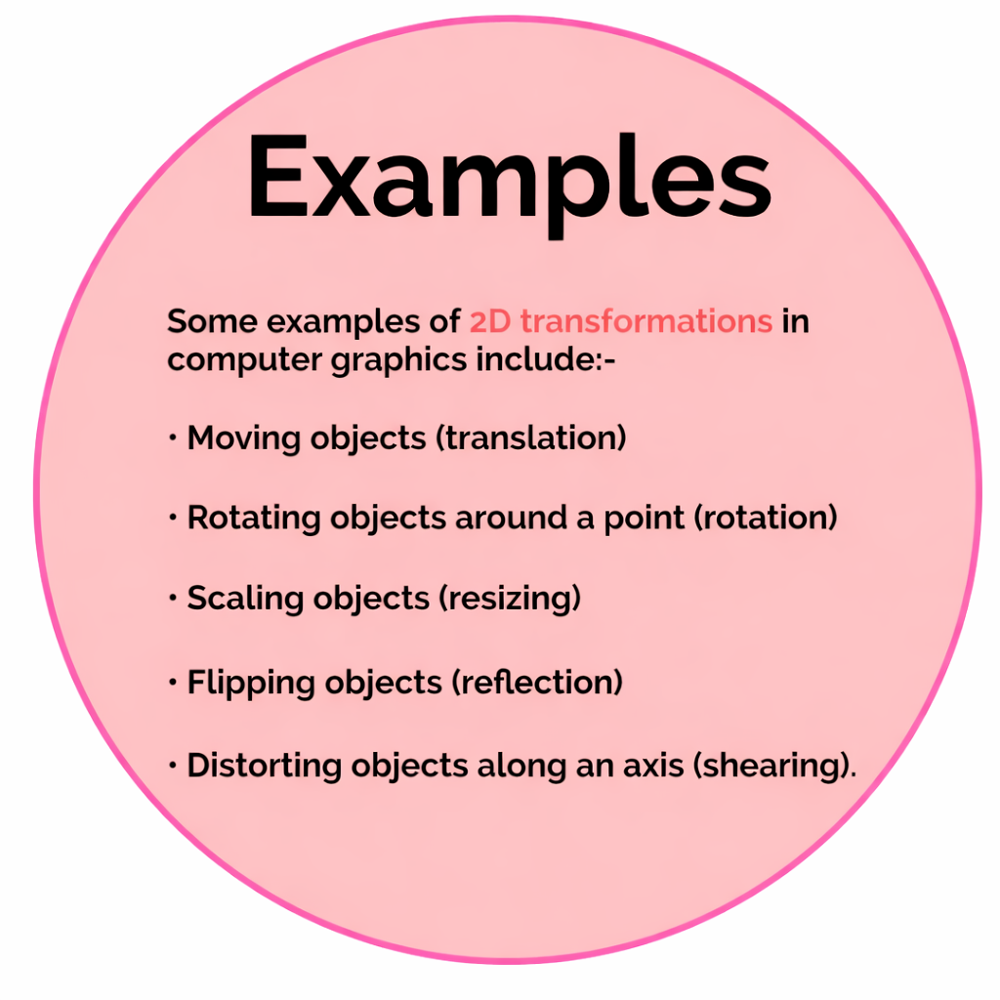 Examples
Some examples of 2D transformations in
computer graphics include:-
• Moving objects (translation)
• Rotating objects around a point (rotation)
• Scaling objects (resizing)
• Flipping objects (reflection)
• Distorting objects along an axis (shearing).